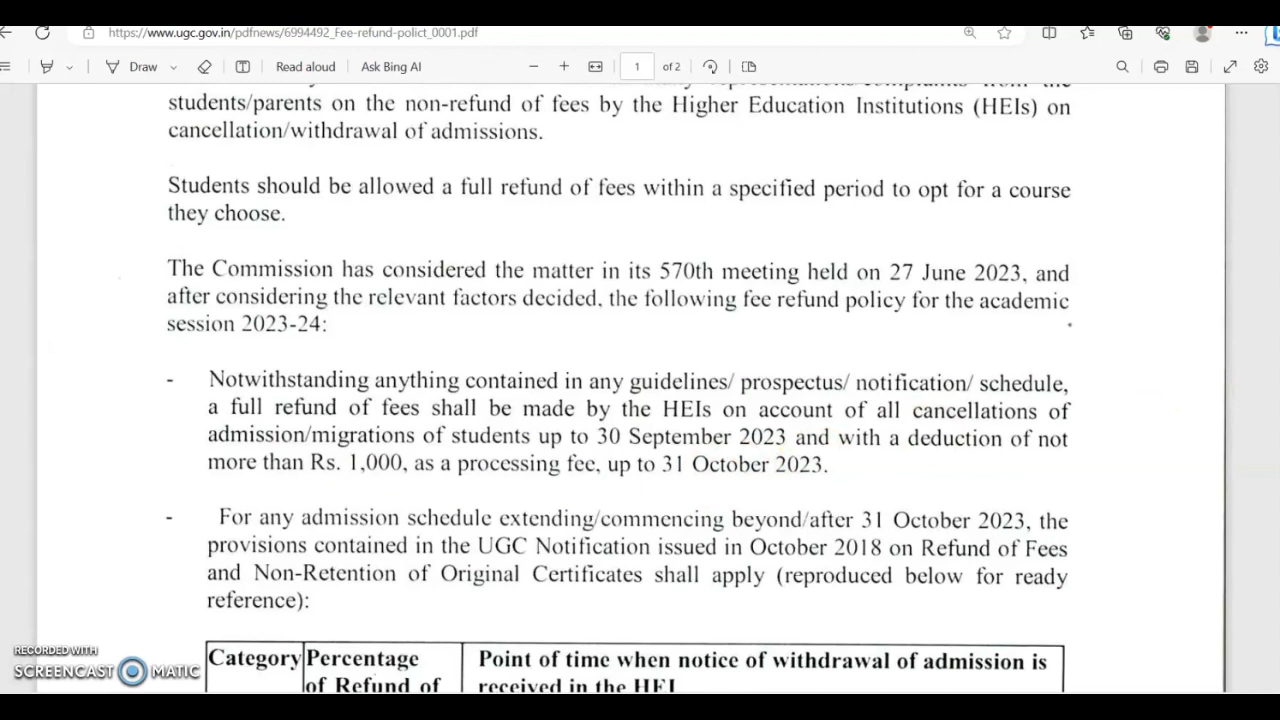 https://www.ugc.gov.in/pdfnews/6994492_Fee-refund-polict_0001.pdf
Draw
Read aloud
Ask Bing AI
1
of 2
students/parents on the non-refund of fees by the Higher Education Institutions (HEIs) on
cancellation/withdrawal of admissions.
Students should be allowed a full refund of fees within a specified period to opt for a course
they choose.
The Commission has considered the matter in its 570th meeting held on 27 June 2023, and
after considering the relevant factors decided, the following fee refund policy for the academic
session 2023-24:
- Notwithstanding anything contained in any guidelines/ prospectus/ notification/ schedule,
a full refund of fees shall be made by the HEIs on account of all cancellations of
admission/migrations of students up to 30 September 2023 and with a deduction of not
more than Rs. 1,000, as a processing fee, up to 31 October 2023.
- For any admission schedule extending/commencing beyond/after 31 October 2023, the
provisions contained in the UGC Notification issued in October 2018 on Refund of Fees
and Non-Retention of Original Certificates shall apply (reproduced below for ready
reference):
Category
Percentage
of Refund of
Point of time when notice of withdrawal of admission is
received in the HEI
RECORDED WITH
SCREENCAST MATIC